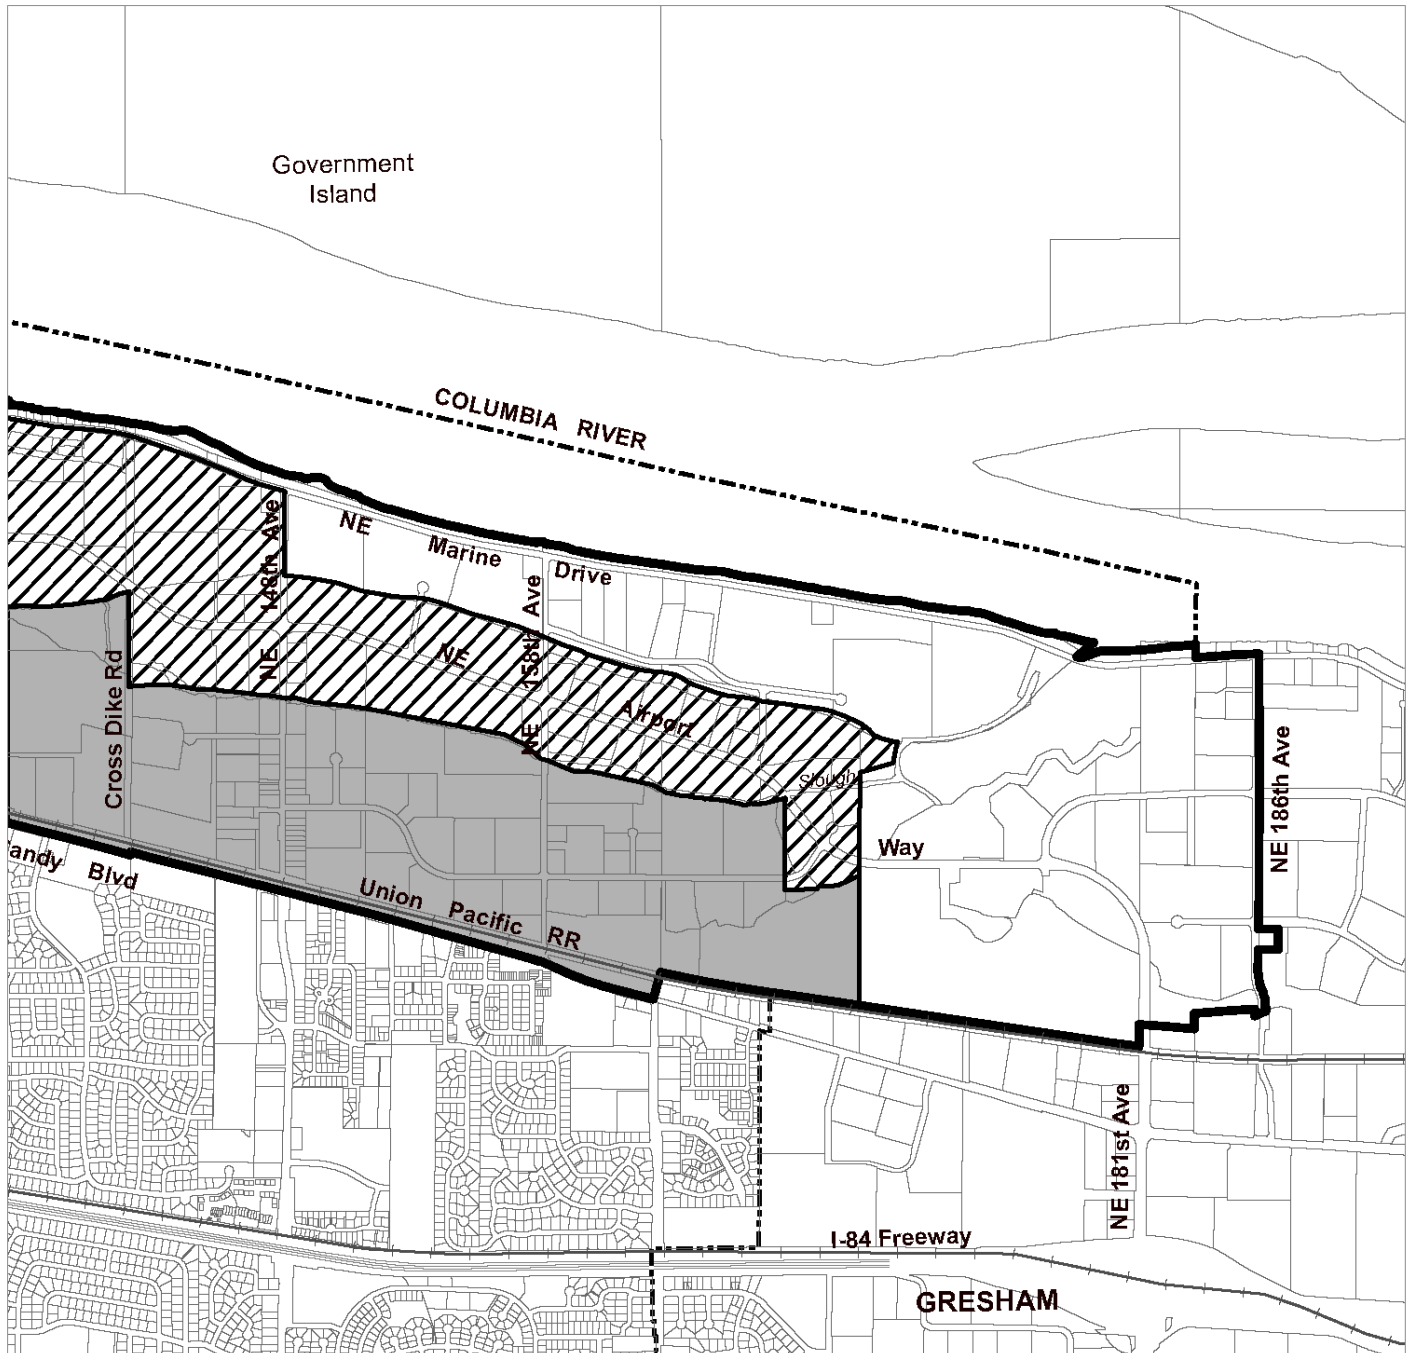 Government
Island
COLUMBIA RIVER
NE Marine Drive
NE 148th Ave
NE 158th Ave
NE Airport Way
Slough
Cross Dike Rd
NE 186th Ave
andy Blvd
Union Pacific RR
NE 181st Ave
I-84 Freeway
GRESHAM